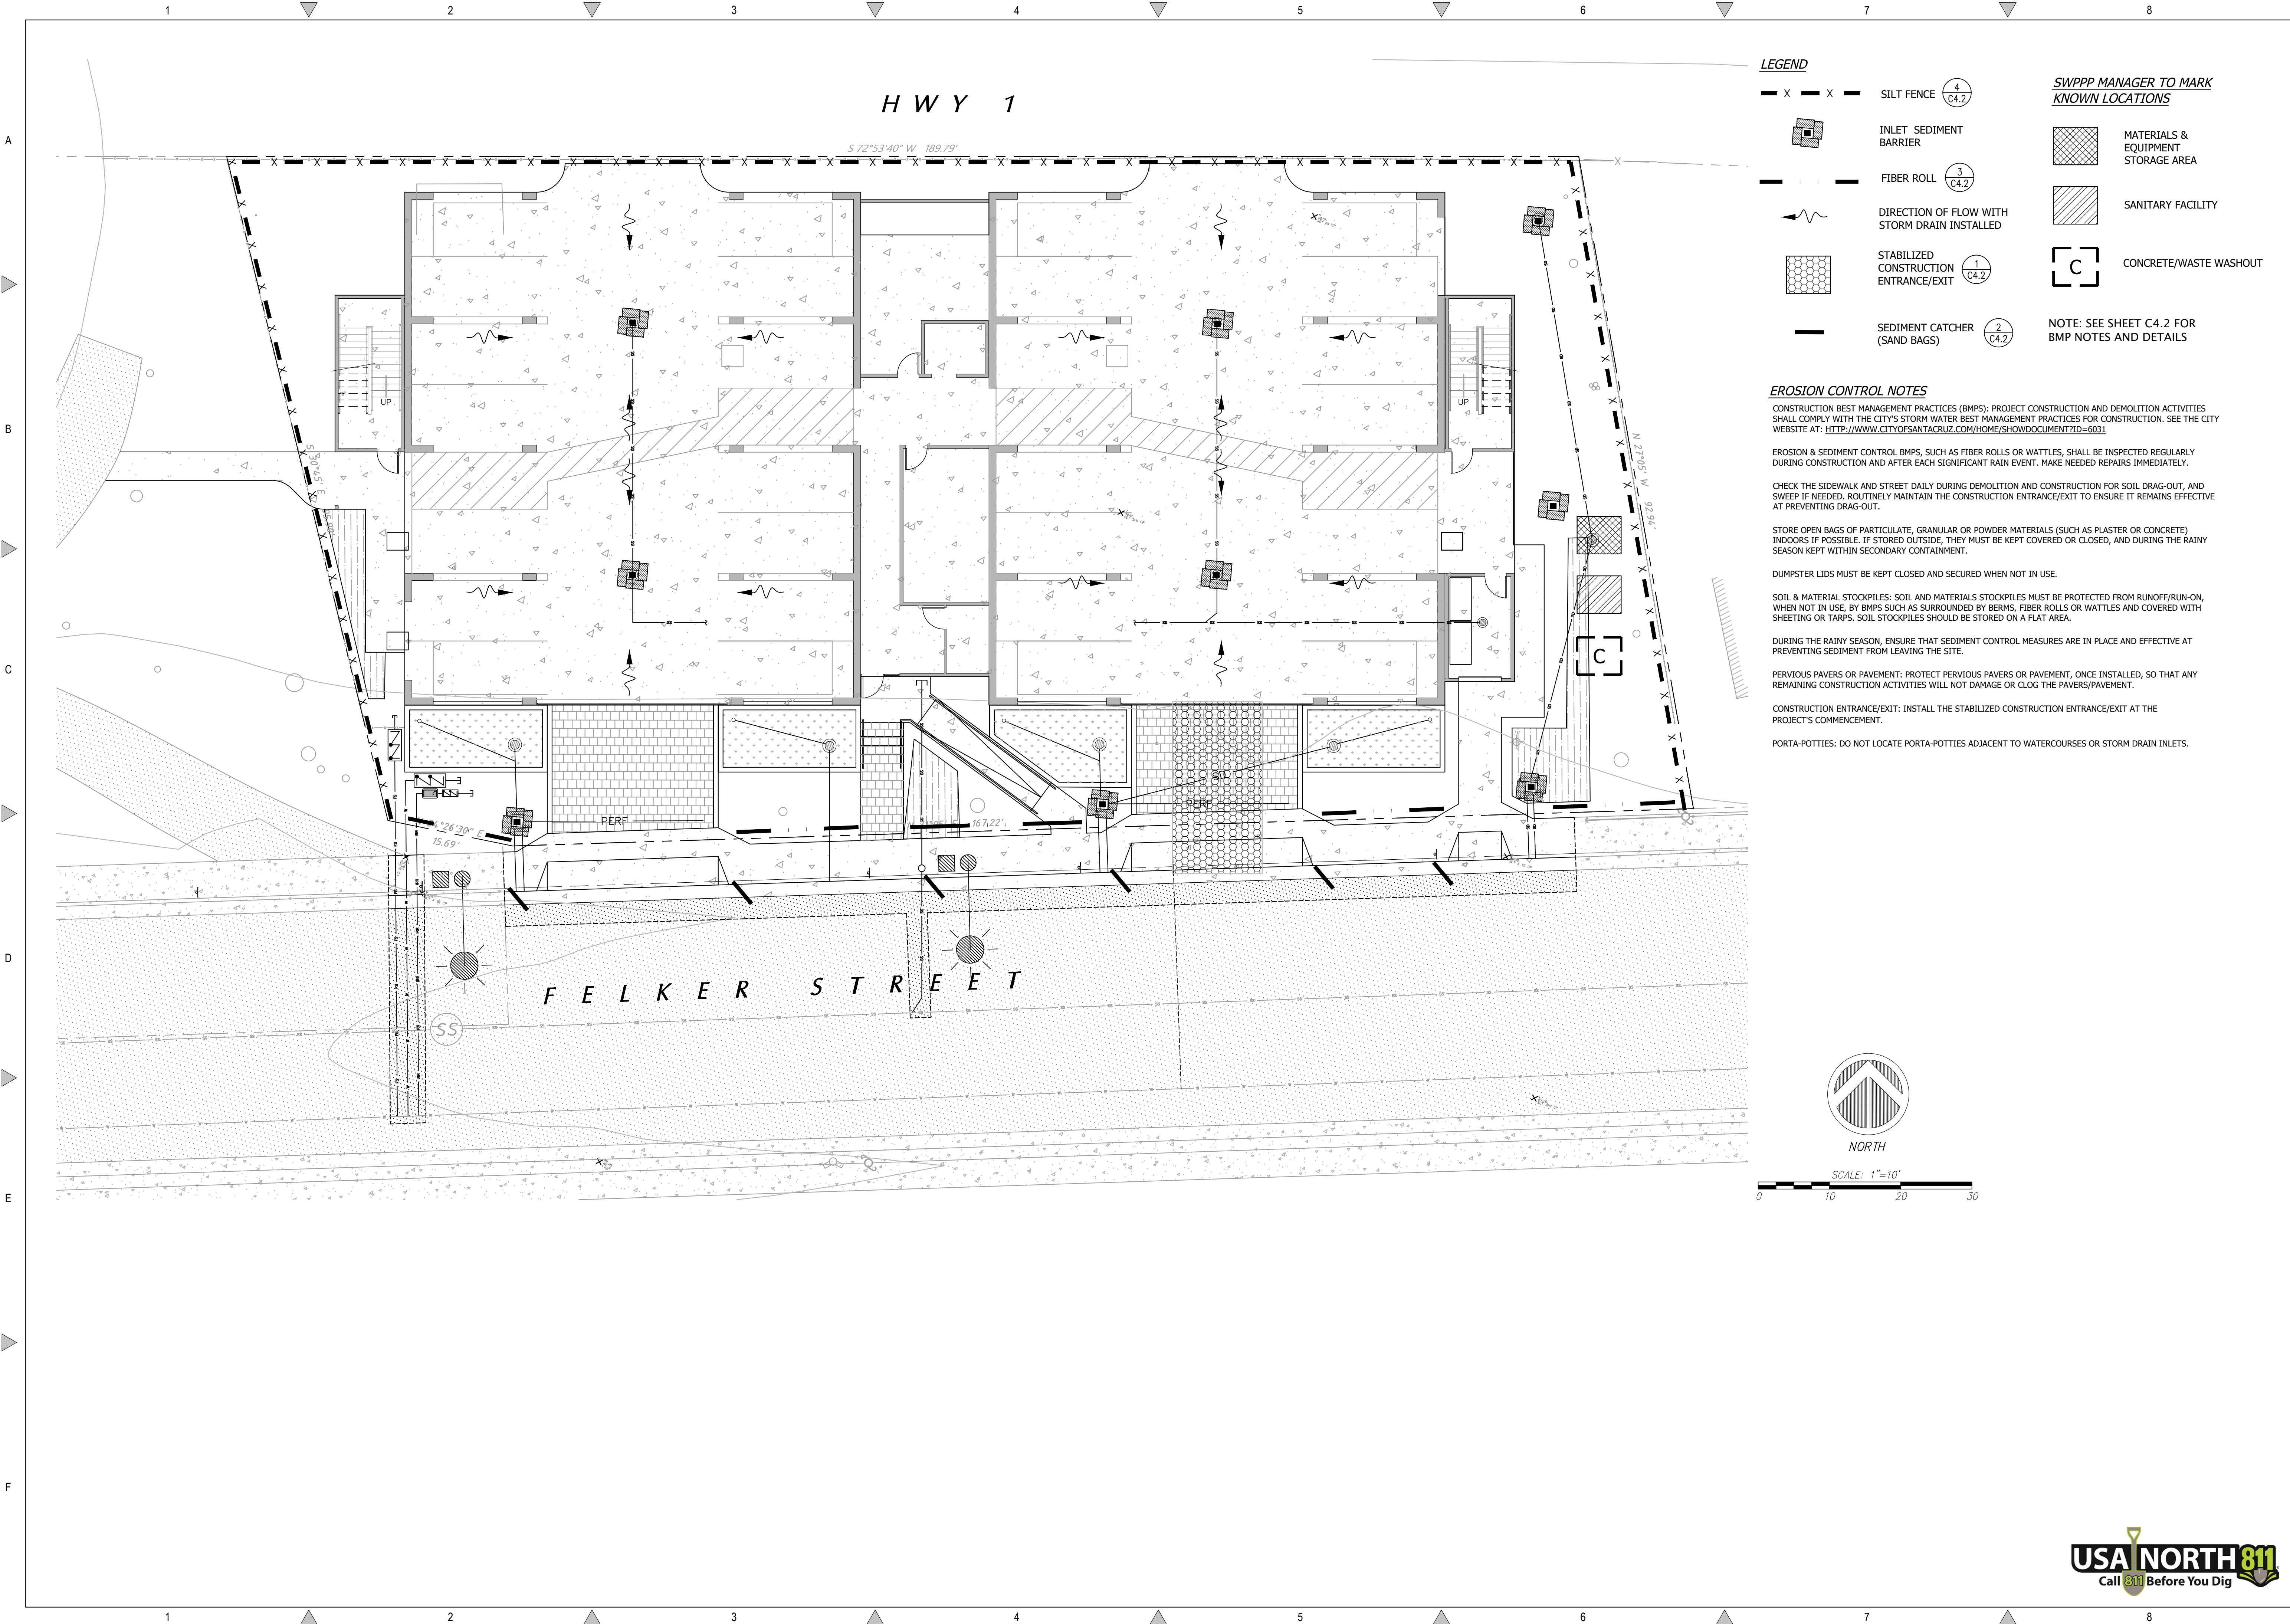 1 2 3 4 5 6 7 8
HWY 1
S 72°53'40" W 189.79'
LEGEND
X X SILT FENCE 4 C4.2
INLET SEDIMENT
BARRIER
FIBER ROLL 3 C4.2
DIRECTION OF FLOW WITH
STORM DRAIN INSTALLED
STABILIZED
CONSTRUCTION
ENTRANCE/EXIT
1 C4.2
SEDIMENT CATCHER
(SAND BAGS)
2 C4.2
SWPPP MANAGER TO MARK
KNOWN LOCATIONS
MATERIALS &
EQUIPMENT
STORAGE AREA
SANITARY FACILITY
C CONCRETE/WASTE WASHOUT
NOTE: SEE SHEET C4.2 FOR
BMP NOTES AND DETAILS
EROSION CONTROL NOTES
CONSTRUCTION BEST MANAGEMENT PRACTICES (BMPS): PROJECT CONSTRUCTION AND DEMOLITION ACTIVITIES
SHALL COMPLY WITH THE CITY'S STORM WATER BEST MANAGEMENT PRACTICES FOR CONSTRUCTION. SEE THE CITY
WEBSITE AT: HTTP://WWW.CITYOFSANTACRUZ.COM/HOME/SHOWDOCUMENT?ID=6031
EROSION & SEDIMENT CONTROL BMPS, SUCH AS FIBER ROLLS OR WATTLES, SHALL BE INSPECTED REGULARLY
DURING CONSTRUCTION AND AFTER EACH SIGNIFICANT RAIN EVENT. MAKE NEEDED REPAIRS IMMEDIATELY.
CHECK THE SIDEWALK AND STREET DAILY DURING DEMOLITION AND CONSTRUCTION FOR SOIL DRAG-OUT, AND
SWEEP IF NEEDED. ROUTINELY MAINTAIN THE CONSTRUCTION ENTRANCE/EXIT TO ENSURE IT REMAINS EFFECTIVE
AT PREVENTING DRAG-OUT.
STORE OPEN BAGS OF PARTICULATE, GRANULAR OR POWDER MATERIALS (SUCH AS PLASTER OR CONCRETE)
INDOORS IF POSSIBLE. IF STORED OUTSIDE, THEY MUST BE KEPT COVERED OR CLOSED, AND DURING THE RAINY
SEASON KEPT WITHIN SECONDARY CONTAINMENT.
DUMPSTER LIDS MUST BE KEPT CLOSED AND SECURED WHEN NOT IN USE.
SOIL & MATERIAL STOCKPILES: SOIL AND MATERIALS STOCKPILES MUST BE PROTECTED FROM RUNOFF/RUN-ON,
WHEN NOT IN USE, BY BMPS SUCH AS SURROUNDED BY BERMS, FIBER ROLLS OR WATTLES AND COVERED WITH
SHEETING OR TARPS. SOIL STOCKPILES SHOULD BE STORED ON A FLAT AREA.
DURING THE RAINY SEASON, ENSURE THAT SEDIMENT CONTROL MEASURES ARE IN PLACE AND EFFECTIVE AT
PREVENTING SEDIMENT FROM LEAVING THE SITE.
PERVIOUS PAVERS OR PAVEMENT: PROTECT PERVIOUS PAVERS OR PAVEMENT, ONCE INSTALLED, SO THAT ANY
REMAINING CONSTRUCTION ACTIVITIES WILL NOT DAMAGE OR CLOG THE PAVERS/PAVEMENT.
CONSTRUCTION ENTRANCE/EXIT: INSTALL THE STABILIZED CONSTRUCTION ENTRANCE/EXIT AT THE
PROJECT'S COMMENCEMENT.
PORTA-POTTIES: DO NOT LOCATE PORTA-POTTIES ADJACENT TO WATERCOURSES OR STORM DRAIN INLETS.
A
B
C
D
E
F
UP
UP
S 30°45' E
N 27°05' W 92.94'
C
SD
PERF
PERF
26'30" E
15.69'
167.22'
FELKER STREET
SS
NORTH
SCALE: 1"=10'
0 10 20 30
USA NORTH 811
Call 811 Before You Dig
1 2 3 4 5 6 7 8